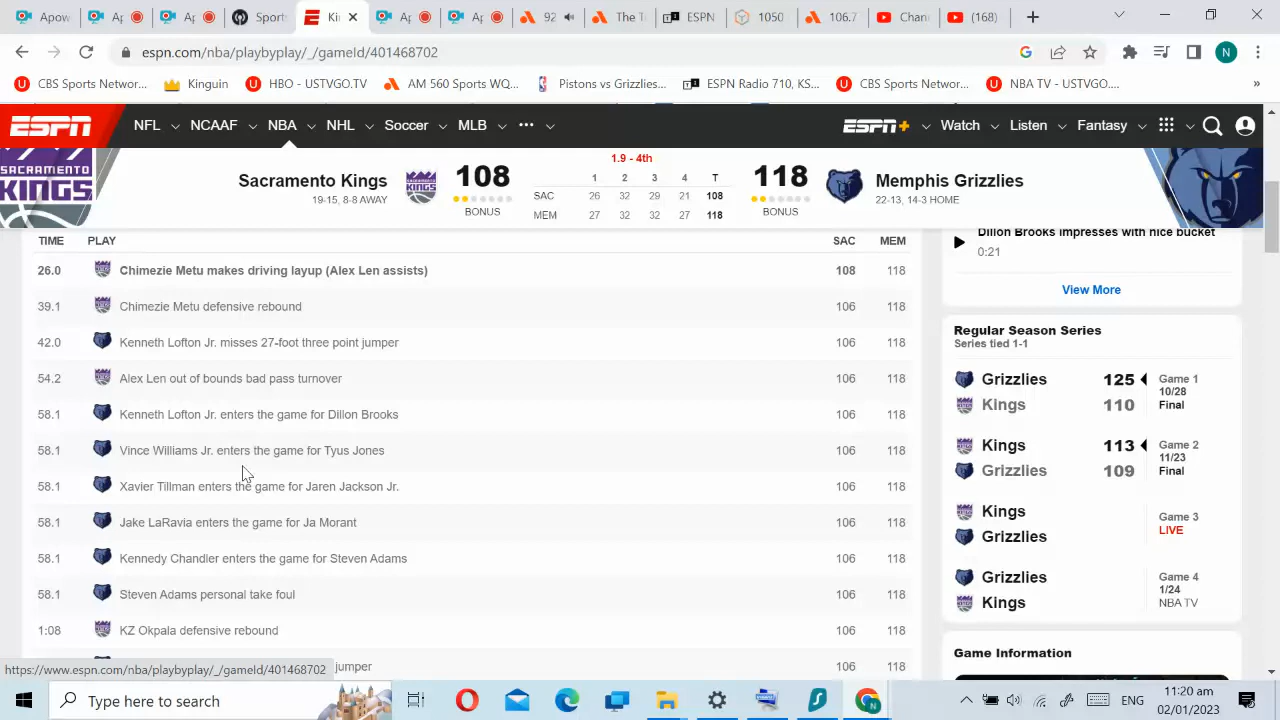 Apow
Ap
Ap
Sports
Ki
Ap
Ap
92
The T
ESPN
1050
106.7
Chan
(168)
espn.com/nba/playbyplay/_/gameId/401468702
N
CBS Sports Networ...
Kinguin
HBO - USTVGO.TV
AM 560 Sports WQ...
Pistons vs Grizzlies...
ESPN Radio 710, KS...
CBS Sports Networ...
NBA TV - USTVGO....
»
ESPN
NFL
NCAAF
NBA
NHL
Soccer
MLB
•••
ESPN+
Watch
Listen
Fantasy
SACRAMENTO
KINGS
Sacramento Kings
19-15, 8-8 AWAY
108
BONUS
1.9 - 4th
1 2 3 4 T
SAC 26 32 29 21 108
MEM 27 32 32 27 118
118
BONUS
Memphis Grizzlies
22-13, 14-3 HOME
TIME PLAY SAC MEM
26.0 Chimezie Metu makes driving layup (Alex Len assists) 108 118
39.1 Chimezie Metu defensive rebound 106 118
42.0 Kenneth Lofton Jr. misses 27-foot three point jumper 106 118
54.2 Alex Len out of bounds bad pass turnover 106 118
58.1 Kenneth Lofton Jr. enters the game for Dillon Brooks 106 118
58.1 Vince Williams Jr. enters the game for Tyus Jones 106 118
58.1 Xavier Tillman enters the game for Jaren Jackson Jr. 106 118
58.1 Jake LaRavia enters the game for Ja Morant 106 118
58.1 Kennedy Chandler enters the game for Steven Adams 106 118
58.1 Steven Adams personal take foul 106 118
1:08 KZ Okpala defensive rebound 106 118
jumper 106 118
https://www.espn.com/nba/playbyplay/_/gameId/401468702
Dillon Brooks impresses with nice bucket
0:21
View More
Regular Season Series
Series tied 1-1
Grizzlies 125
Kings 110
Game 1
10/28
Final
Kings 113
Grizzlies 109
Game 2
11/23
Final
Kings
Grizzlies
Game 3
LIVE
Grizzlies
Kings
Game 4
1/24
NBA TV
Game Information
Type here to search
N
ENG
11:20 am
02/01/2023